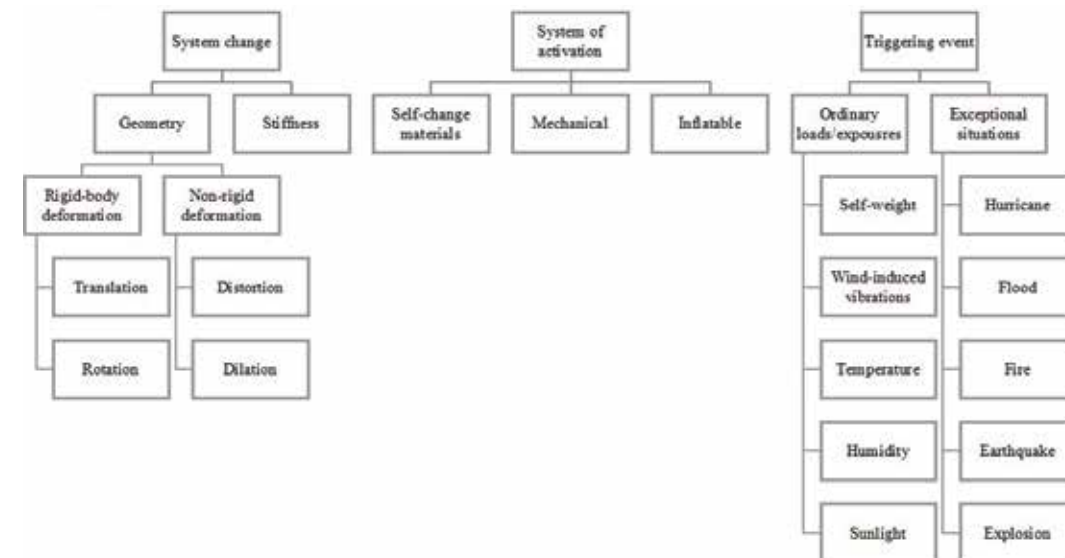 System change
System of
activation
Triggering event
Geometry
Stiffness
Self-change
materials
Mechanical
Inflatable
Ordinary
loads/expousres
Exceptional
situations
Rigid-body
deformation
Non-rigid
deformation
Self-weight
Hurricane
Translation
Distortion
Wind-induced
vibrations
Flood
Rotation
Dilation
Temperature
Fire
Humidity
Earthquake
Sunlight
Explosion